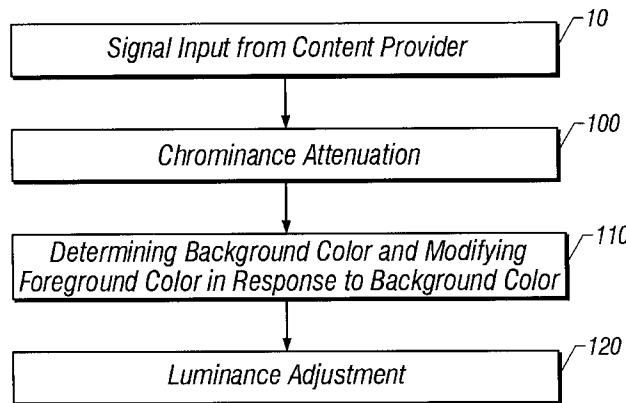 10
Signal Input from Content Provider
100
Chrominance Attenuation
110
Determining Background Color and Modifying
Foreground Color in Response to Background Color
120
Luminance Adjustment